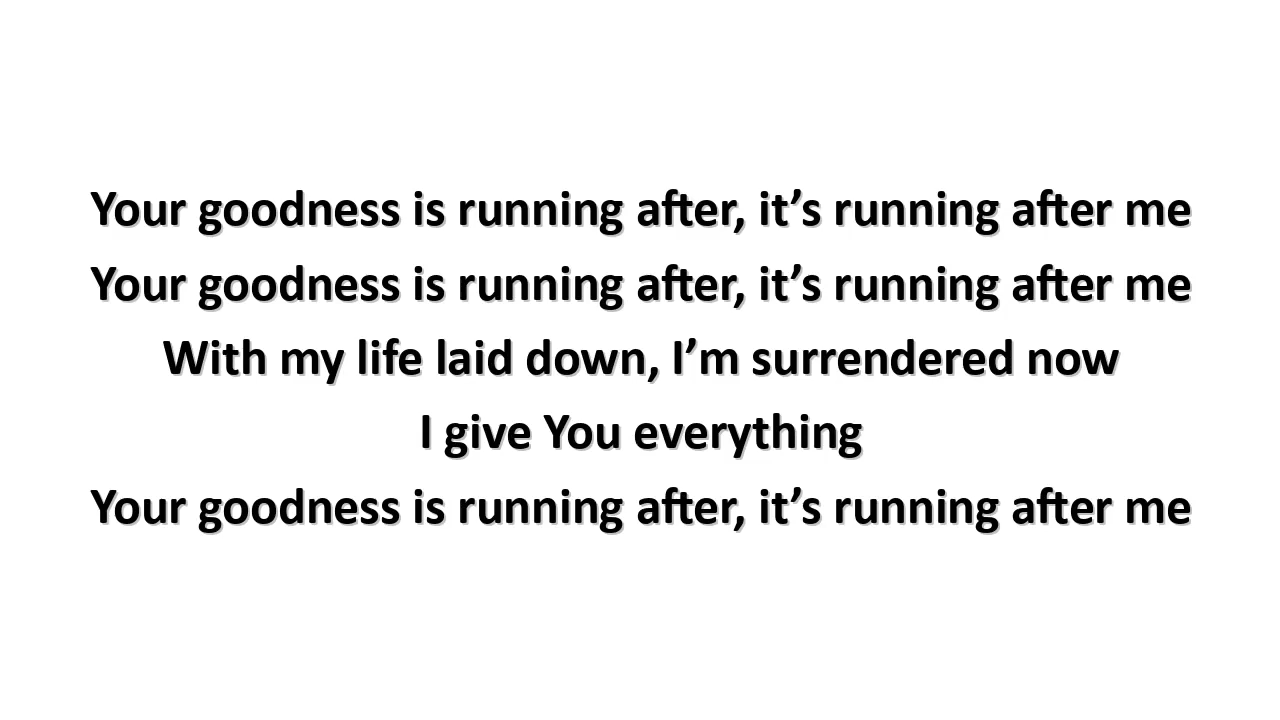 Your goodness is running after, it’s running after me
Your goodness is running after, it’s running after me
With my life laid down, I’m surrendered now
I give You everything
Your goodness is running after, it’s running after me